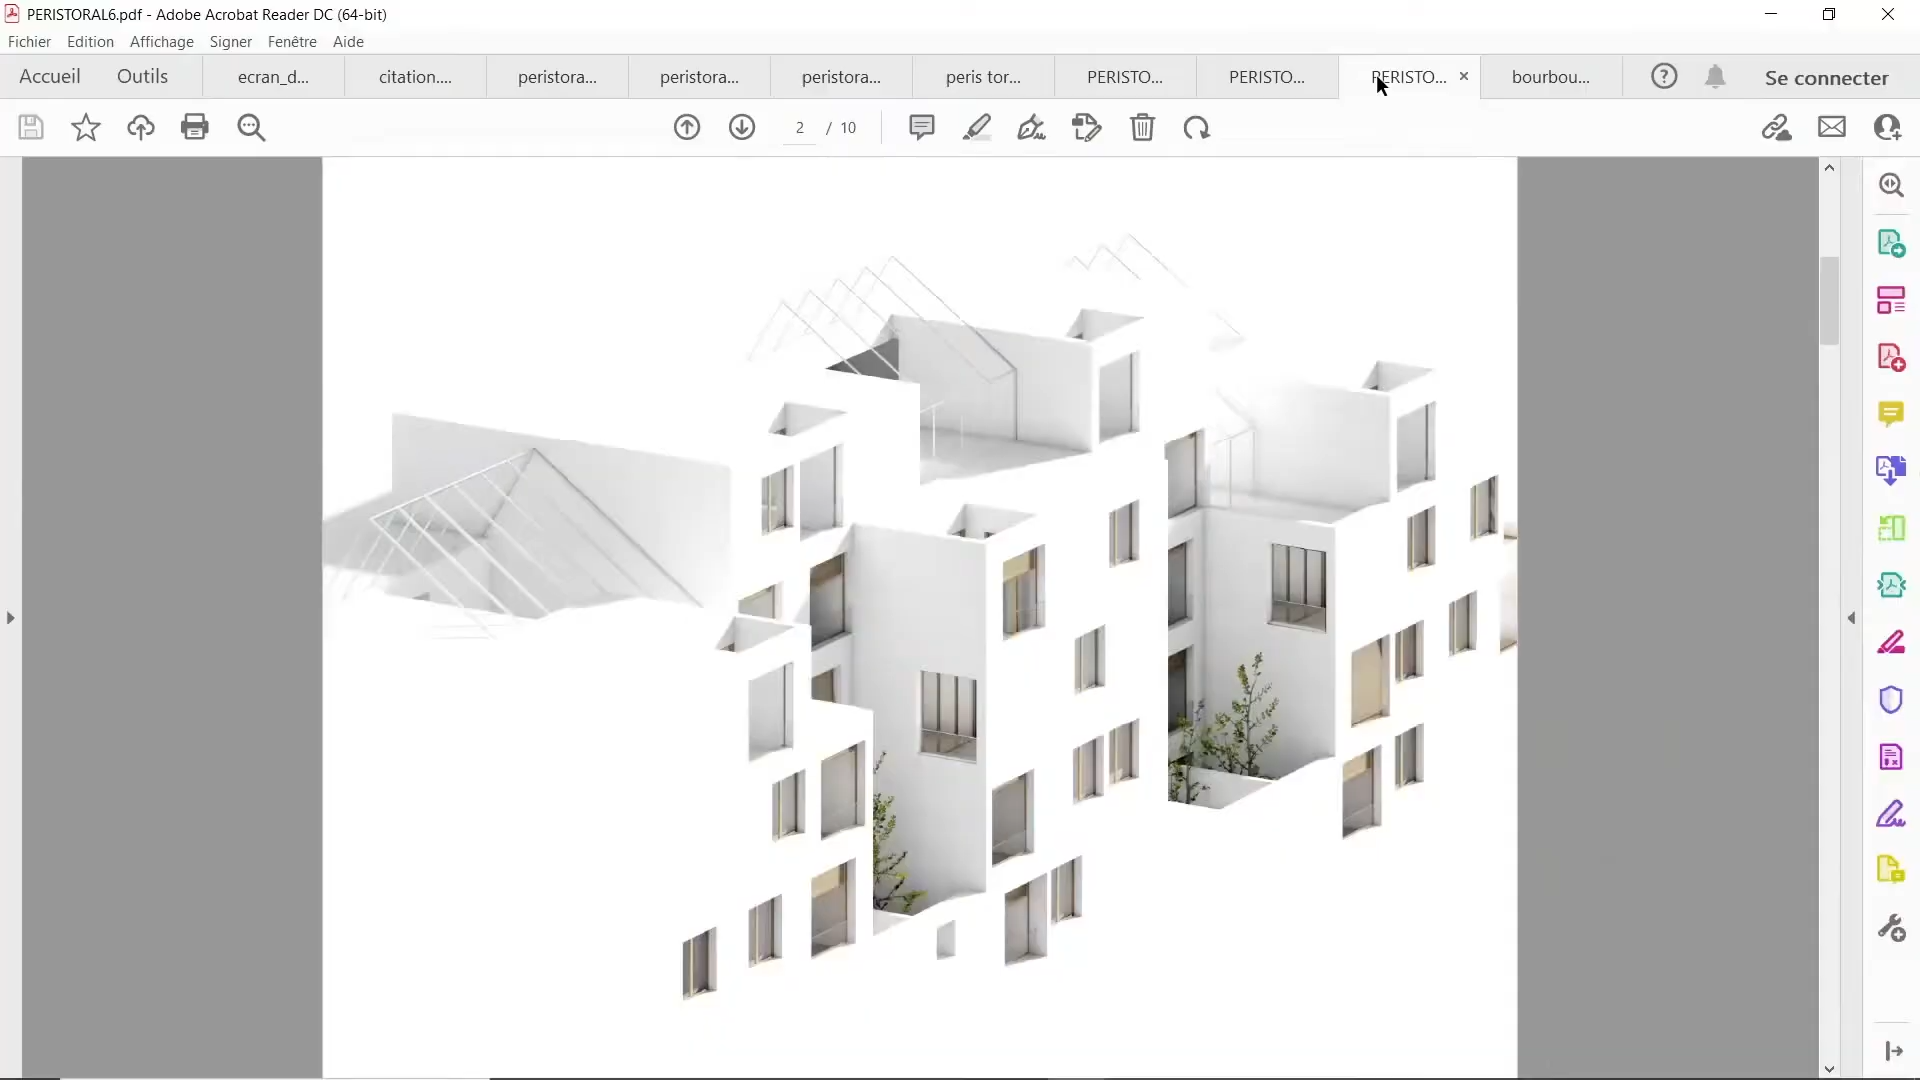 PERISTORAL6.pdf - Adobe Acrobat Reader DC (64-bit)
Fichier Edition Affichage Signer Fenêtre Aide
Accueil Outils ecran_d... citation.... peristora... peristora... peristora... peris tor... PERISTO... PERISTO... PERISTO... bourbou... Se connecter
2 / 10